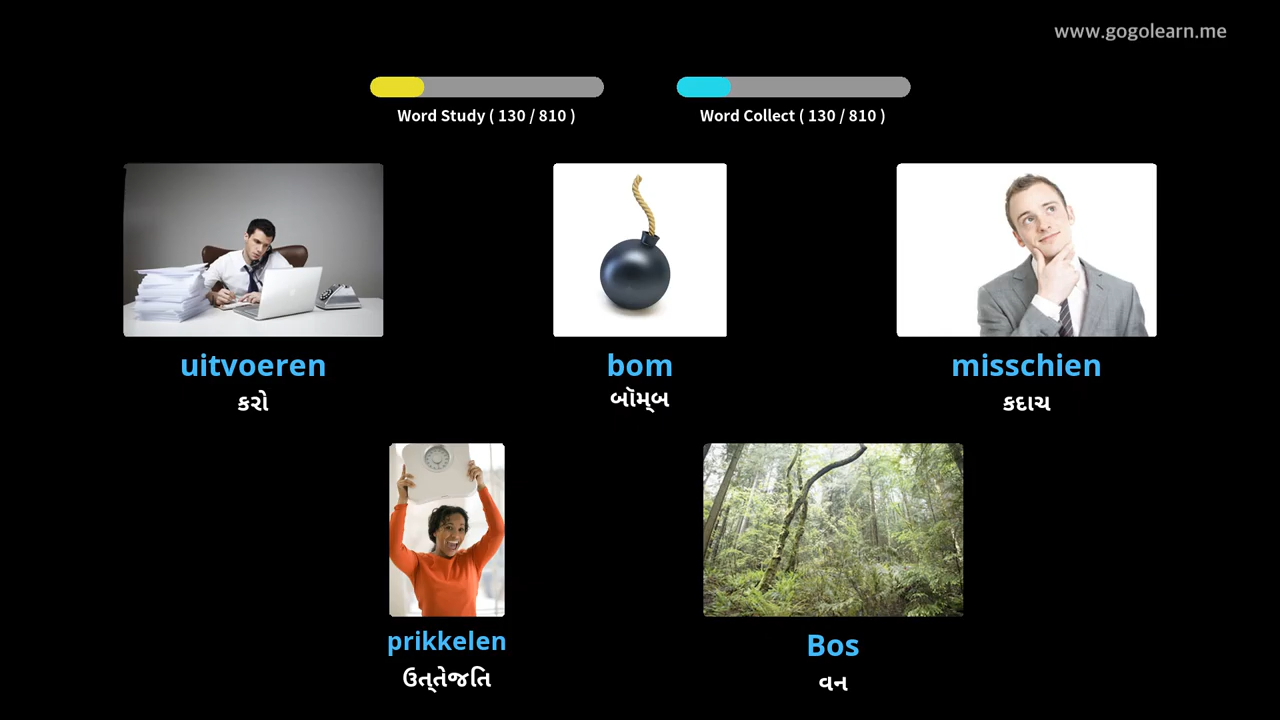 www.gogolearn.me
Word Study ( 130 / 810 )
Word Collect ( 130 / 810 )
uitvoeren
કરો
bom
બૉમ્બ
misschien
કદાચ
prikkelen
ઉત્તેજિત
Bos
વન